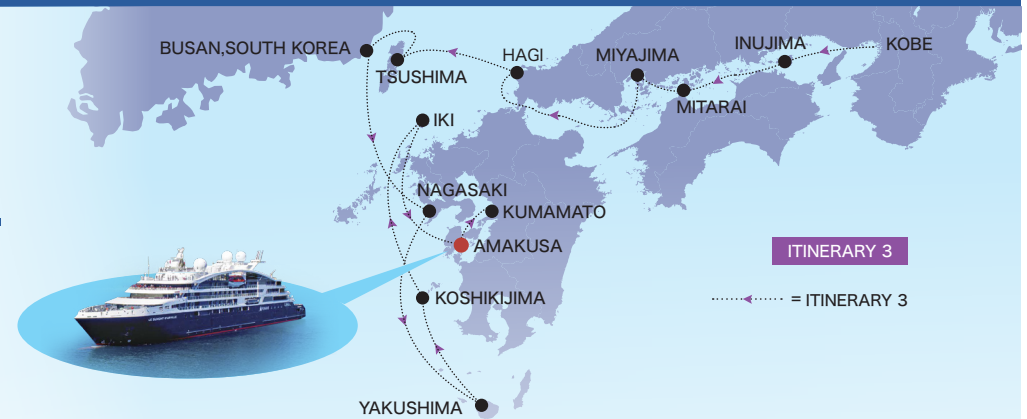 BUSAN,SOUTH KOREA
TSUSHIMA
HAGI
MIYAJIMA
INUJIMA
KOBE
MITARAI
IKI
NAGASAKI
KUMAMATO
AMAKUSA
ITINERARY 3
KOSHIKIJIMA
= ITINERARY 3
YAKUSHIMA